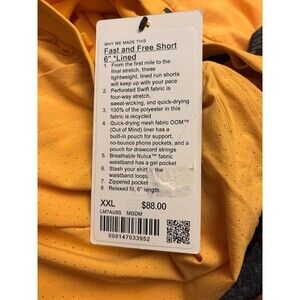 WHY WE MADE THIS
Fast and Free Short
6" *Lined
1 From the first mile to the
final stretch, these
lightweight, lined run shorts
will keep up with your pace
2 Perforated Swift fabric is
four-way stretch,
sweat-wicking, and quick-drying
3 100% of the polyester in this
fabric is recycled
4 Quick-drying mesh fabric OOM™
(Out of Mind) liner has
built-in pouch for support,
no-bounce phone pockets, and a
pouch for drawcord strings
5 Breathable Nulux™ fabric
waistband has a gel pocket
6 Stash your shirt
waistband loops
7 Zippered pocket
8 Relaxed fit, 6" length
XXL $88.00
LM7AU9S MGDM
000147033952